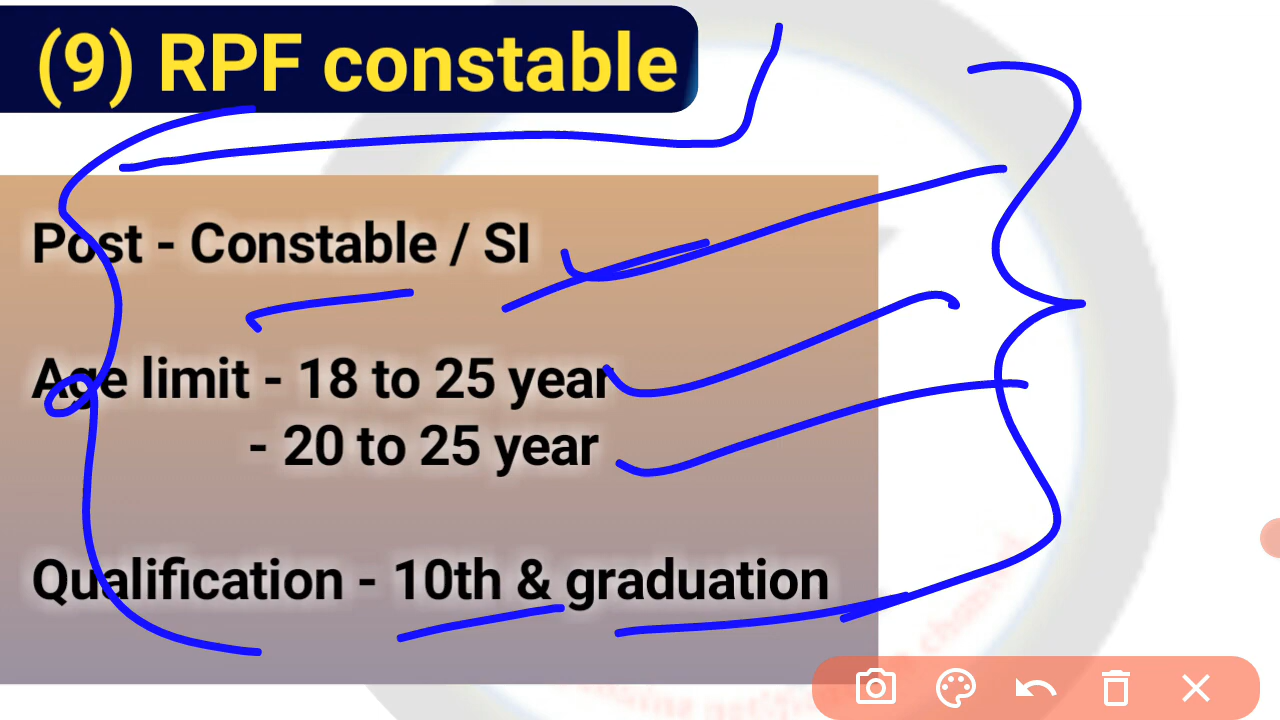 (9) RPF constable
Post - Constable / SI
Age limit - 18 to 25 year
- 20 to 25 year
Qualification - 10th & graduation